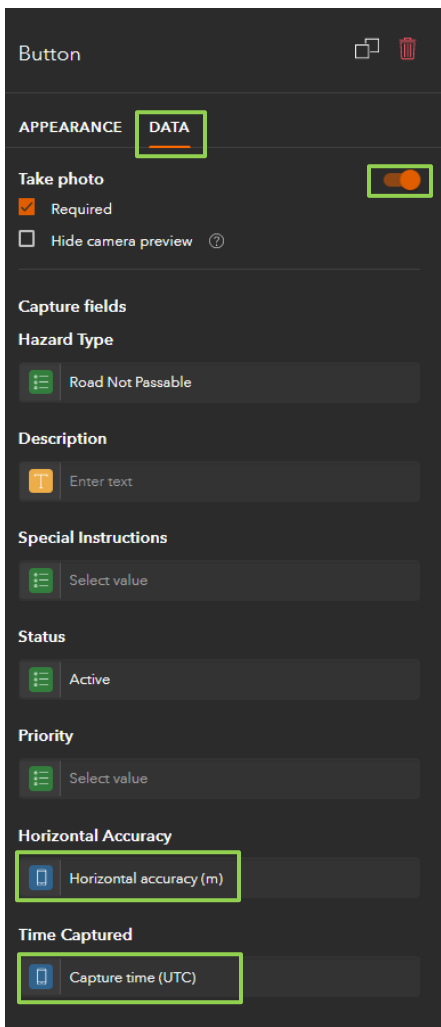 Button
APPEARANCE DATA
Take photo
Required
Hide camera preview ?
Capture fields
Hazard Type
Road Not Passable
Description
T Enter text
Special Instructions
Select value
Status
Active
Priority
Select value
Horizontal Accuracy
Horizontal accuracy (m)
Time Captured
Capture time (UTC)